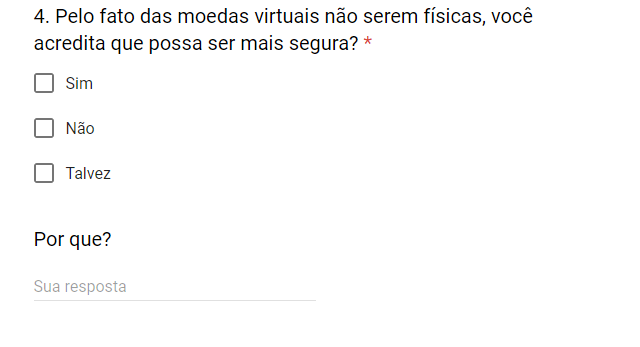 4. Pelo fato das moedas virtuais não serem físicas, você
acredita que possa ser mais segura? *
Sim
Não
Talvez
Por que?
Sua resposta